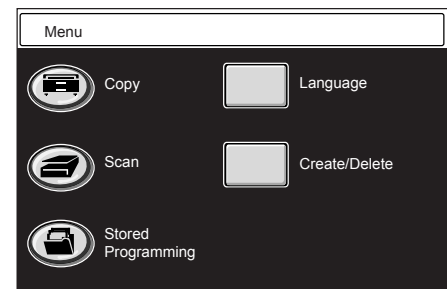 Menu
Copy
Language
Scan
Create/Delete
Stored
Programming